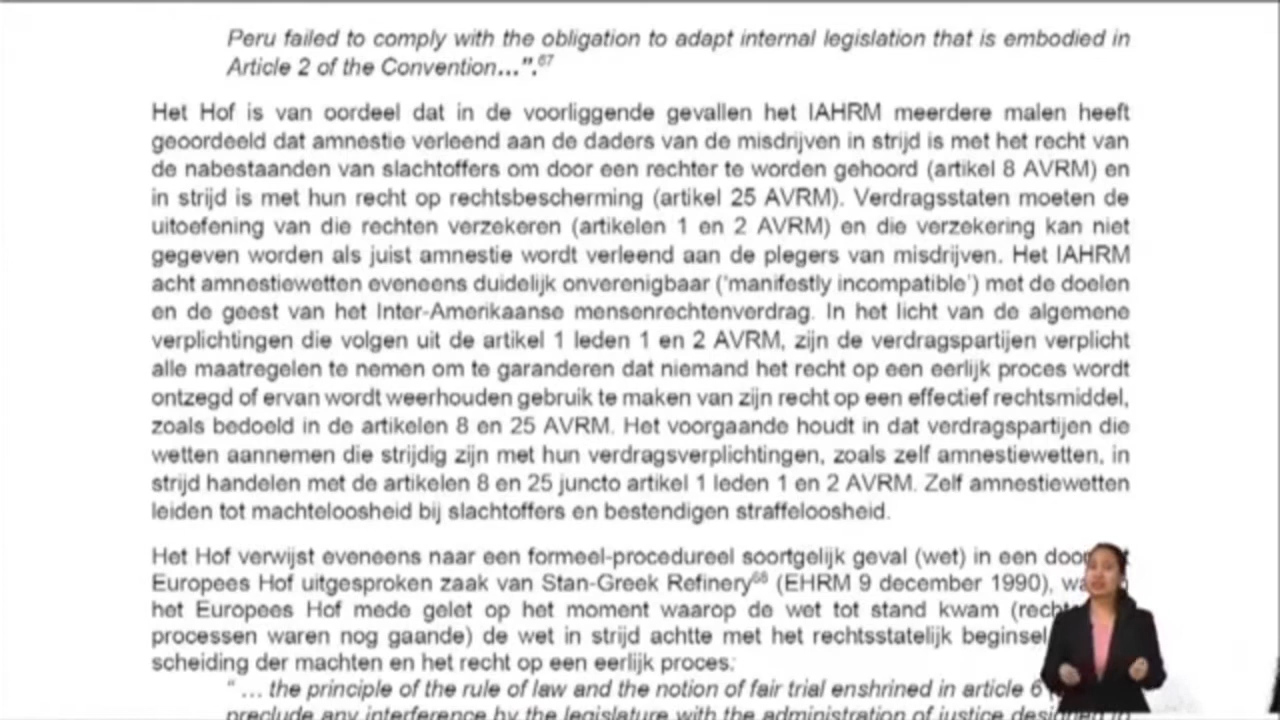 Peru failed to comply with the obligation to adapt internal legislation that is embodied in
Article 2 of the Convention…”.67
Het Hof is van oordeel dat in de voorliggende gevallen het IAHRM meerdere malen heeft
geoordeeld dat amnestie verleend aan de daders van de misdrijven in strijd is met het recht van
de nabestaanden van slachtoffers om door een rechter te worden gehoord (artikel 8 AVRM) en
in strijd is met hun recht op rechtsbescherming (artikel 25 AVRM). Verdragsstaten moeten de
uitoefening van die rechten verzekeren (artikelen 1 en 2 AVRM) en die verzekering kan niet
gegeven worden als juist amnestie wordt verleend aan de plegers van misdrijven. Het IAHRM
acht amnestiewetten eveneens duidelijk onverenigbaar (‘manifestly incompatible’) met de doelen
en de geest van het Inter-Amerikaanse mensenrechtenverdrag. In het licht van de algemene
verplichtingen die volgen uit de artikel 1 leden 1 en 2 AVRM, zijn de verdragspartijen verplicht
alle maatregelen te nemen om te garanderen dat niemand het recht op een eerlijk proces wordt
ontzegd of ervan wordt weerhouden gebruik te maken van zijn recht op een effectief rechtsmiddel,
zoals bedoeld in de artikelen 8 en 25 AVRM. Het voorgaande houdt in dat verdragspartijen die
wetten aannemen die strijdig zijn met hun verdragsverplichtingen, zoals zelf amnestiewetten, in
strijd handelen met de artikelen 8 en 25 juncto artikel 1 leden 1 en 2 AVRM. Zelf amnestiewetten
leiden tot machteloosheid bij slachtoffers en bestendigen straffeloosheid.
Het Hof verwijst eveneens naar een formeel-procedureel soortgelijk geval (wet) in een
Europees Hof uitgesproken zaak van Stan-Greek Refinery68 (EHRM 9 december 1990),
het Europees Hof mede gelet op het moment waarop de wet tot stand kwam
processen waren nog gaande) de wet in strijd achtte met het rechtsstatelijk beginsel
scheiding der machten en het recht op een eerlijk proces:
“ … the principle of the rule of law and the notion of fair trial enshrined in article 6
preclude any interference by the legislature with the administration of justice